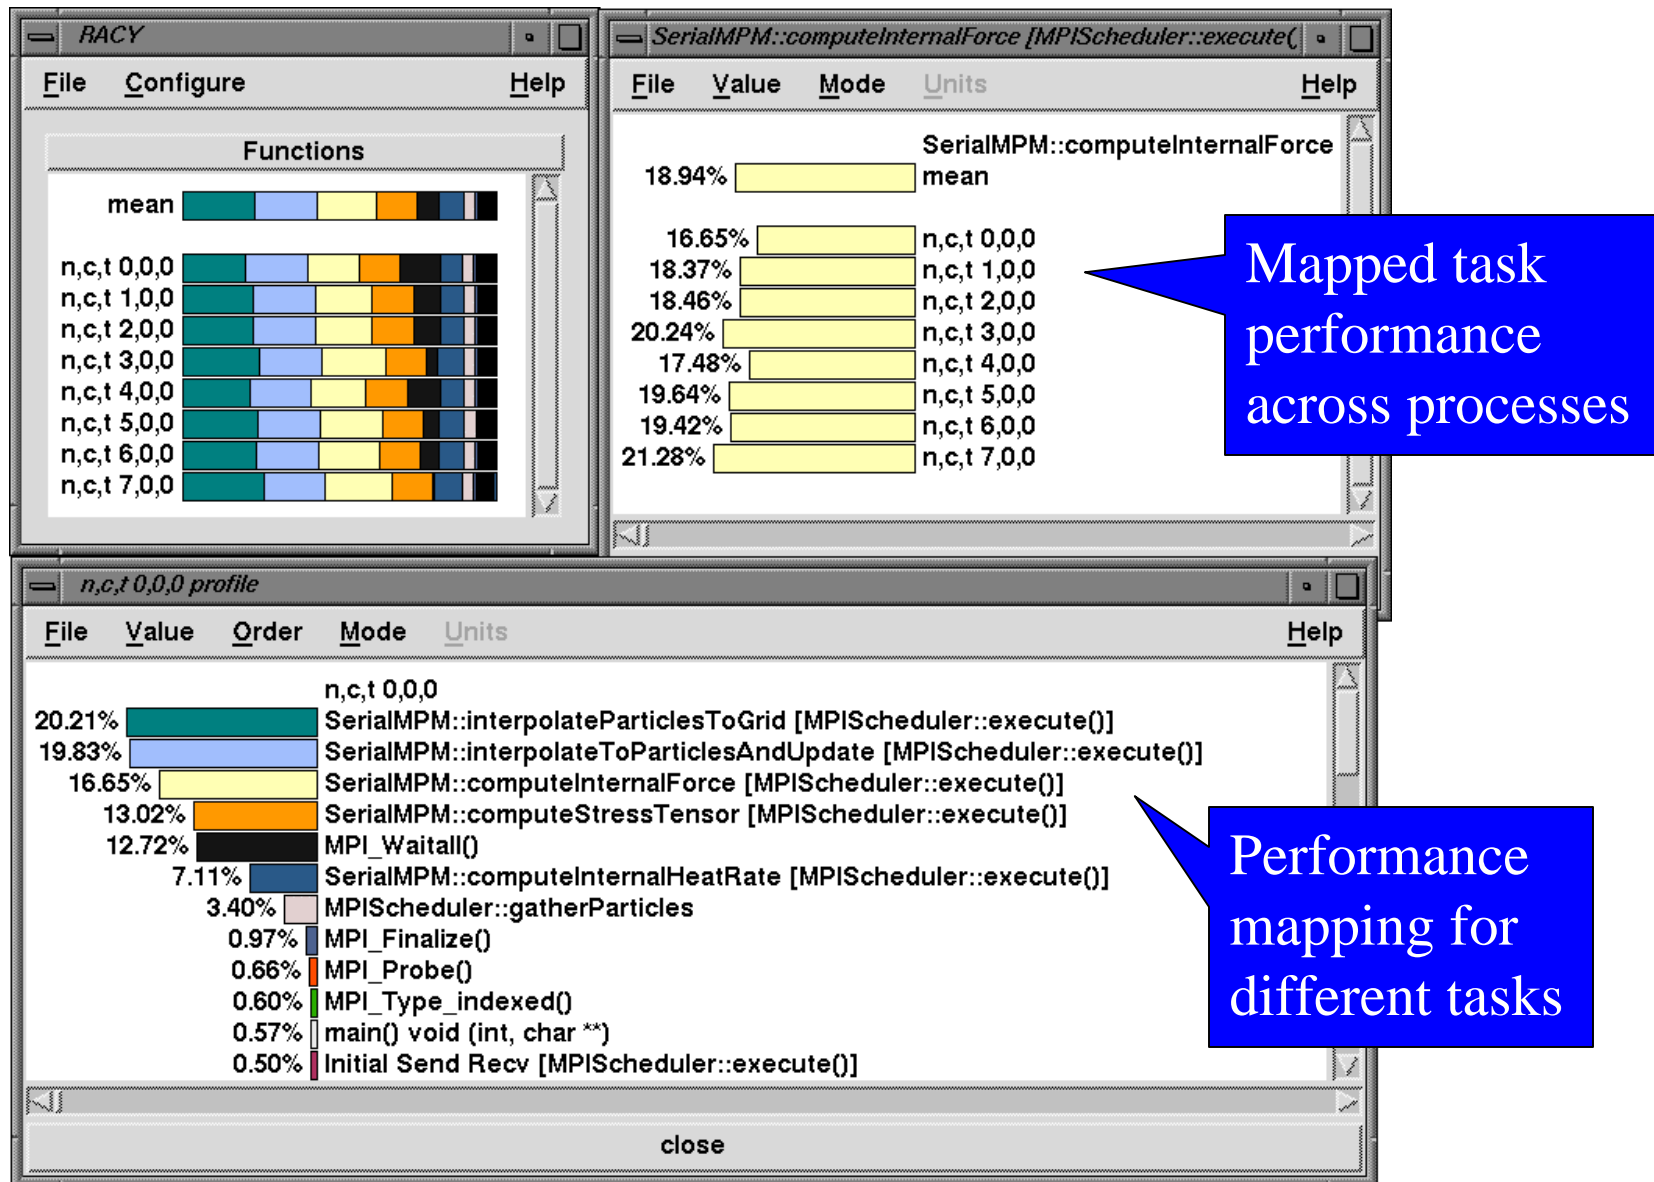 RACY
File Configure Help
Functions
mean
n,c,t 0,0,0
n,c,t 1,0,0
n,c,t 2,0,0
n,c,t 3,0,0
n,c,t 4,0,0
n,c,t 5,0,0
n,c,t 6,0,0
n,c,t 7,0,0
SerialMPM::computeInternalForce [MPIScheduler::execute(
File Value Mode Units Help
SerialMPM::computeInternalForce
18.94% mean
16.65% n,c,t 0,0,0
18.37% n,c,t 1,0,0
18.46% n,c,t 2,0,0
20.24% n,c,t 3,0,0
17.48% n,c,t 4,0,0
19.64% n,c,t 5,0,0
19.42% n,c,t 6,0,0
21.28% n,c,t 7,0,0
Mapped task
performance
across processes
n,c,t 0,0,0 profile
File Value Order Mode Units Help
n,c,t 0,0,0
20.21% SerialMPM::interpolateParticlesToGrid [MPIScheduler::execute()]
19.83% SerialMPM::interpolateToParticlesAndUpdate [MPIScheduler::execute()]
16.65% SerialMPM::computeInternalForce [MPIScheduler::execute()]
13.02% SerialMPM::computeStressTensor [MPIScheduler::execute()]
12.72% MPI_Waitall()
7.11% SerialMPM::computeInternalHeatRate [MPIScheduler::execute()]
3.40% MPIScheduler::gatherParticles
0.97% MPI_Finalize()
0.66% MPI_Probe()
0.60% MPI_Type_indexed()
0.57% main() void (int, char **)
0.50% Initial Send Recv [MPIScheduler::execute()]
Performance
mapping for
different tasks
close